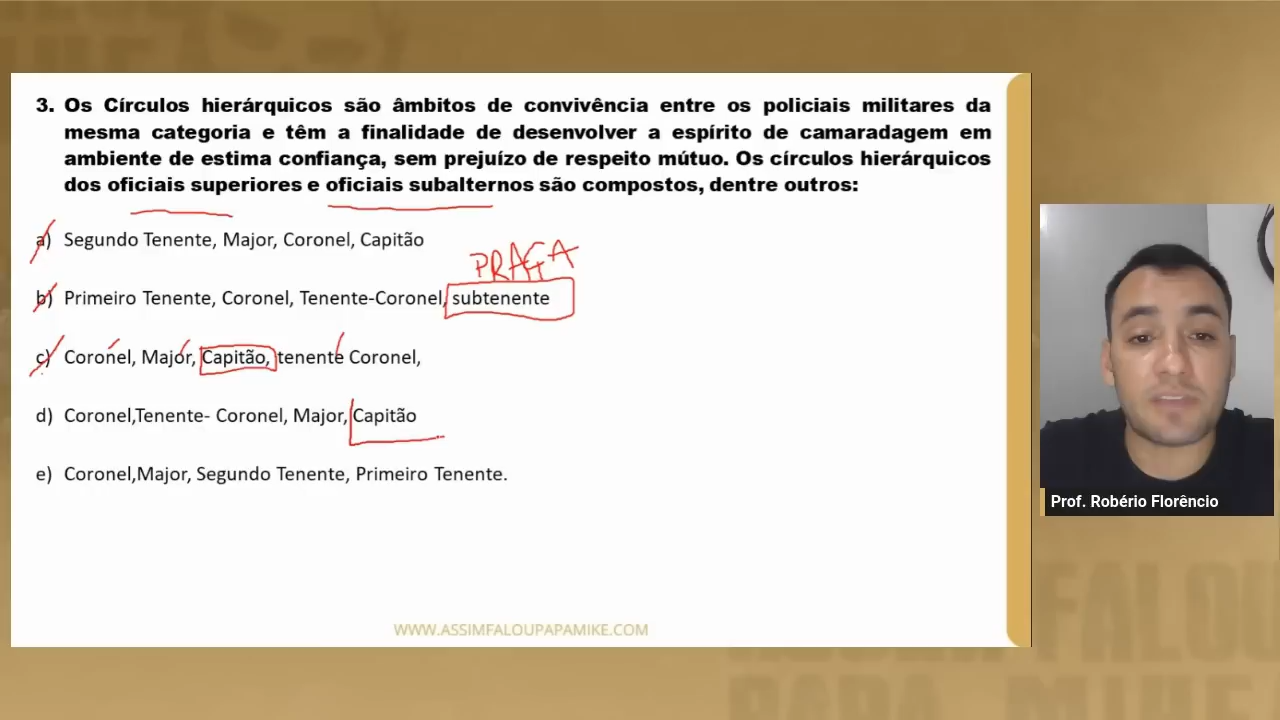 3. Os Círculos hierárquicos são âmbitos de convivência entre os policiais militares da
mesma categoria e têm a finalidade de desenvolver a espírito de camaradagem em
ambiente de estima confiança, sem prejuízo de respeito mútuo. Os círculos hierárquicos
dos oficiais superiores e oficiais subalternos são compostos, dentre outros:
a) Segundo Tenente, Major, Coronel, Capitão
PRAÇA
b) Primeiro Tenente, Coronel, Tenente-Coronel, subtenente
c) Coronel, Major, Capitão, tenente Coronel,
d) Coronel,Tenente- Coronel, Major, Capitão
e) Coronel,Major, Segundo Tenente, Primeiro Tenente.
Prof. Robério Florêncio
WWW.ASSIMFALOUPAPAMIKE.COM